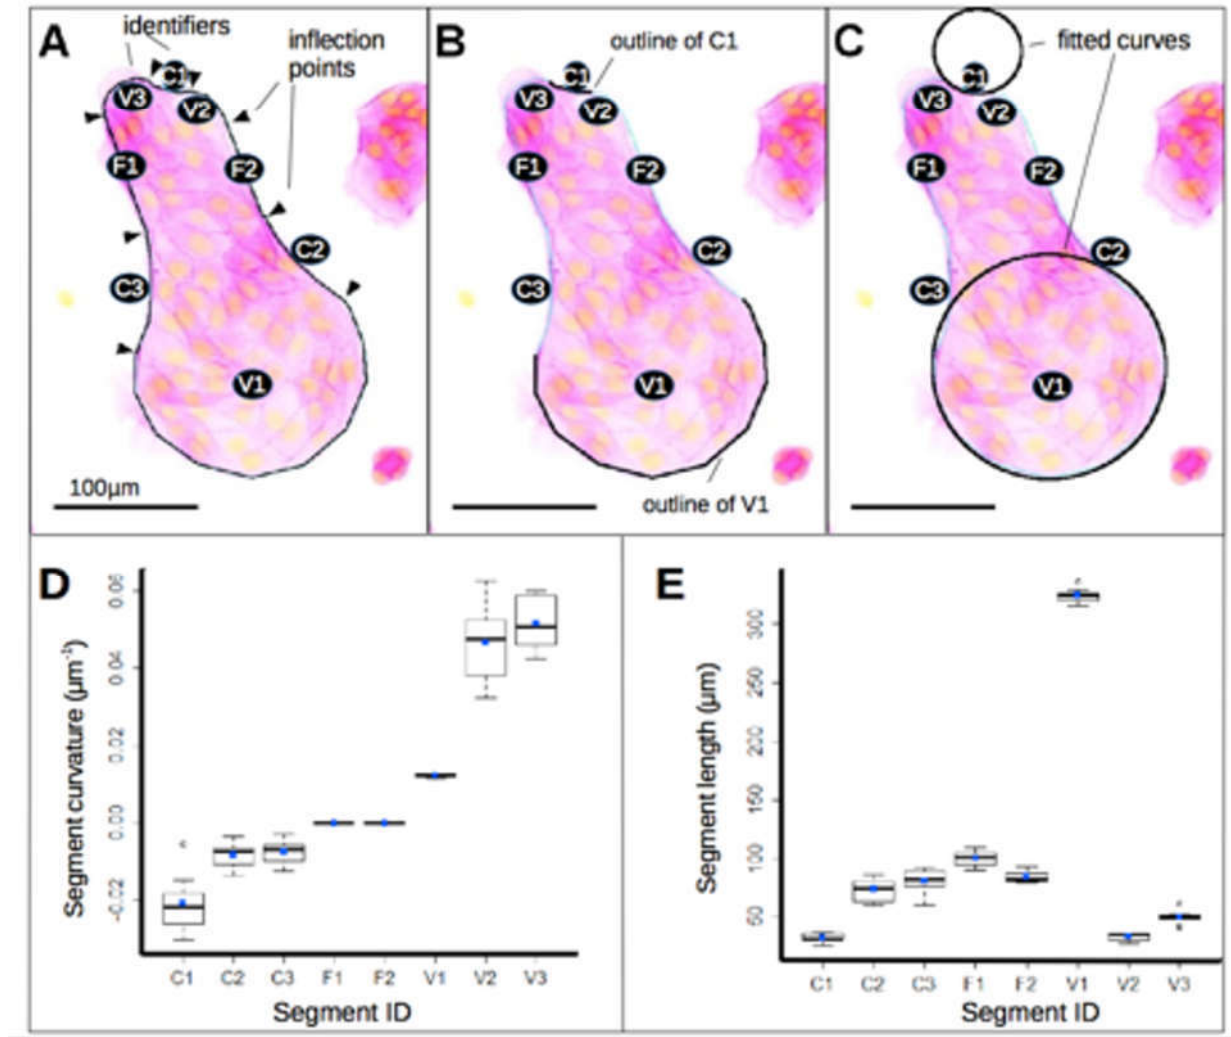 A
identifiers
inflection
points
C1
V3
V2
F1
F2
C2
C3
V1
100µm
B
outline of C1
C1
V3
V2
F1
F2
C2
C3
V1
outline of V1
C
fitted curves
C1
V3
V2
F1
F2
C2
C3
V1
D
Segment curvature (µm⁻¹)
0.06
0.04
0.02
0.00
-0.02
C1 C2 C3 F1 F2 V1 V2 V3
Segment ID
E
Segment length (µm)
300
250
200
150
100
50
C1 C2 C3 F1 F2 V1 V2 V3
Segment ID